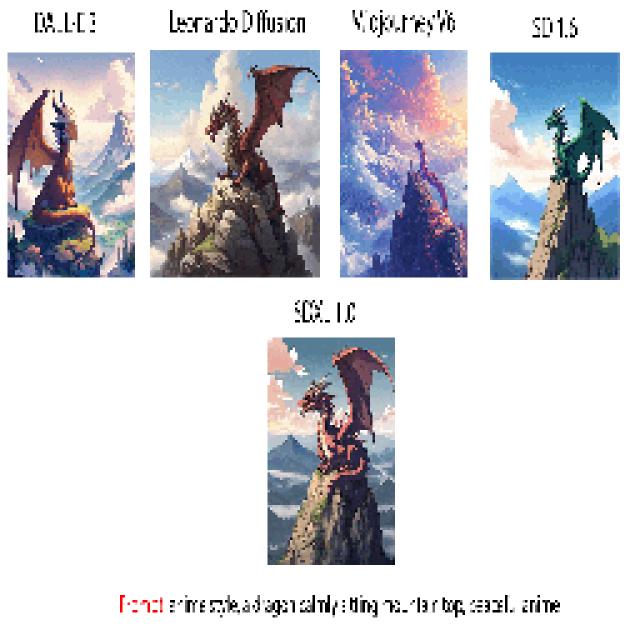 DALL-E 3
Leonardo Diffusion
Midjourney V6
SD 1.6
SDXL 1.0
Prompt: anime style, a dragon calmly sitting mountain top, peaceful anime